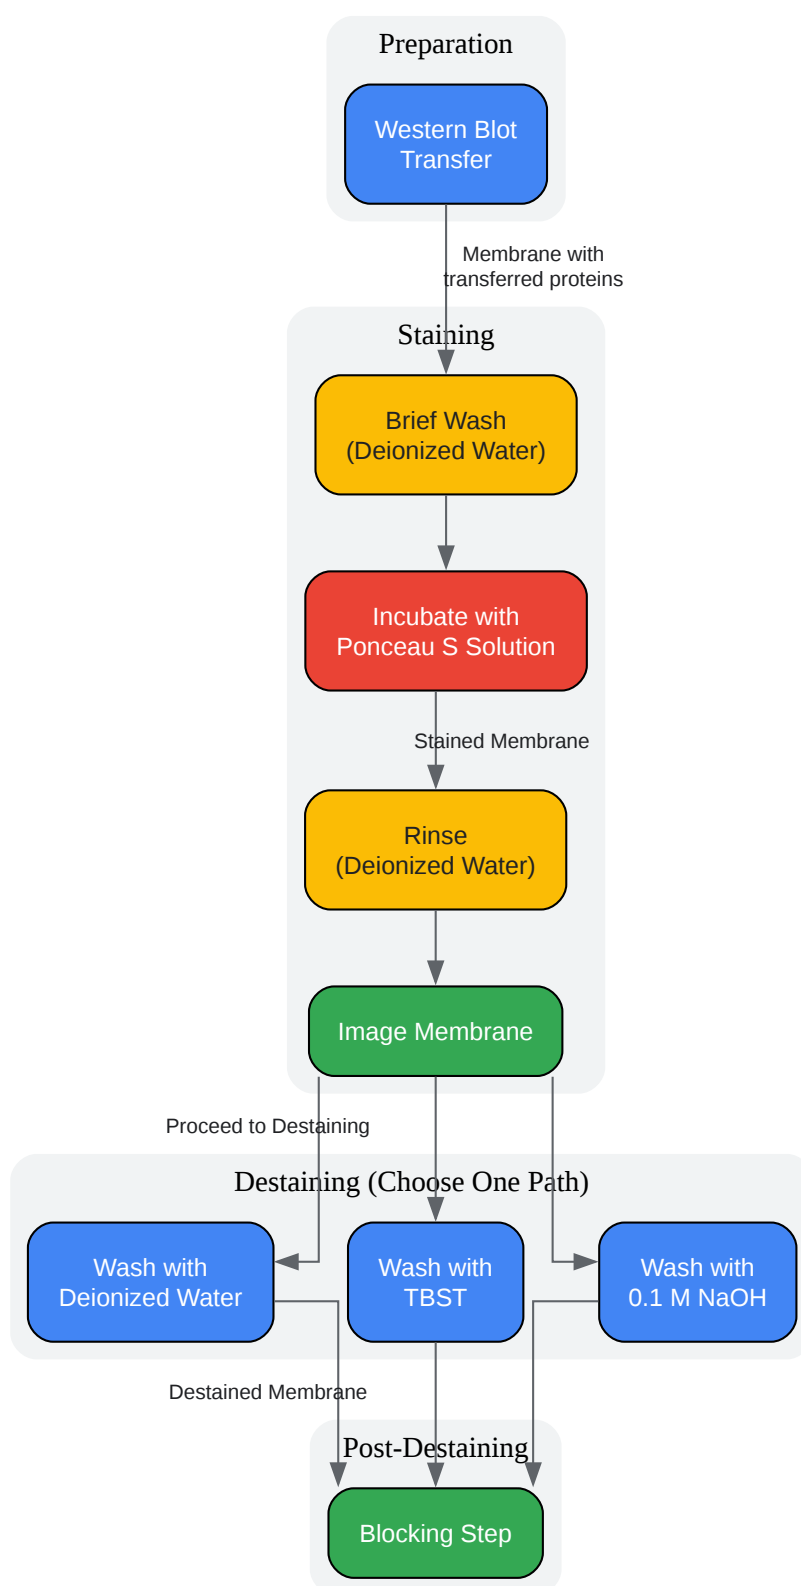 Preparation
Western Blot
Transfer
Membrane with
transferred proteins
Staining
Brief Wash
(Deionized Water)
Incubate with
Ponceau S Solution
Stained Membrane
Rinse
(Deionized Water)
Image Membrane
Proceed to Destaining
Destaining (Choose One Path)
Wash with
Deionized Water
Wash with
TBST
Wash with
0.1 M NaOH
Destained Membrane
Post-Destaining
Blocking Step